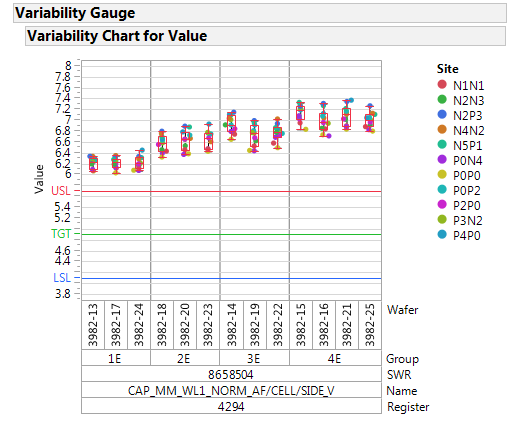 Variability Gauge
Variability Chart for Value
8
7.8
7.6
7.4
7.2
7
6.8
6.6
6.4
6.2
6
USL
5.4
5.2
TGT
4.6
4.4
LSL
3.8
Value
Site
N1N1
N2N3
N2P3
N4N2
N5P1
P0N4
P0P0
P0P2
P2P0
P3N2
P4P0
3982-13
3982-17
3982-24
3982-18
3982-20
3982-23
3982-14
3982-19
3982-22
3982-15
3982-16
3982-21
3982-25
Wafer
1E 2E 3E 4E Group
8658504 SWR
CAP_MM_WL1_NORM_AF/CELL/SIDE_V Name
4294 Register